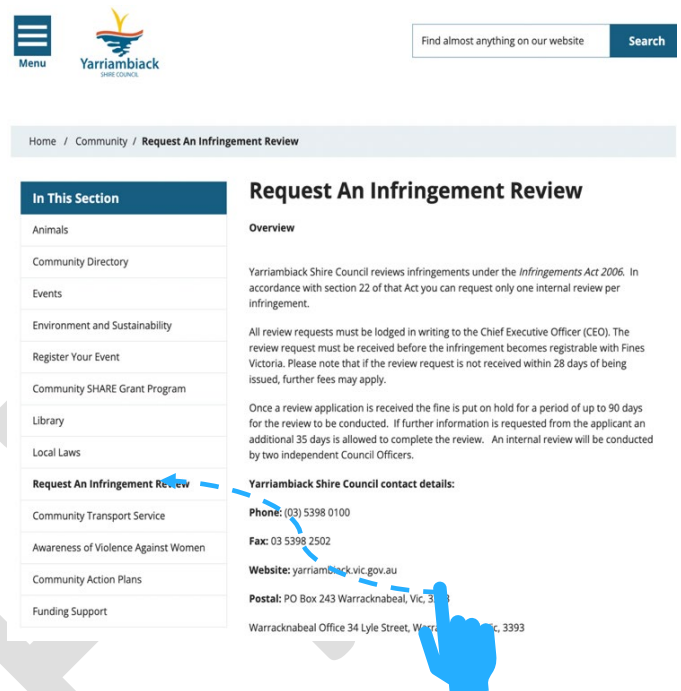 Menu
Yarriambiack
SHIRE COUNCIL
Find almost anything on our website
Search
Home / Community / Request An Infringement Review
In This Section
Animals
Community Directory
Events
Environment and Sustainability
Register Your Event
Community SHARE Grant Program
Library
Local Laws
Request An Infringement Review
Community Transport Service
Awareness of Violence Against Women
Community Action Plans
Funding Support
Request An Infringement Review
Overview
Yarriambiack Shire Council reviews infringements under the Infringements Act 2006. In
accordance with section 22 of that Act you can request only one internal review per
infringement.
All review requests must be lodged in writing to the Chief Executive Officer (CEO). The
review request must be received before the infringement becomes registrable with Fines
Victoria. Please note that if the review request is not received within 28 days of being
issued, further fees may apply.
Once a review application is received the fine is put on hold for a period of up to 90 days
for the review to be conducted. If further information is requested from the applicant an
additional 35 days is allowed to complete the review. An internal review will be conducted
by two independent Council Officers.
Yarriambiack Shire Council contact details:
Phone: (03) 5398 0100
Fax: 03 5398 2502
Website: yarriambiack.vic.gov.au
Postal: PO Box 243 Warracknabeal, Vic,
Warracknabeal Office 34 Lyle Street, 3393